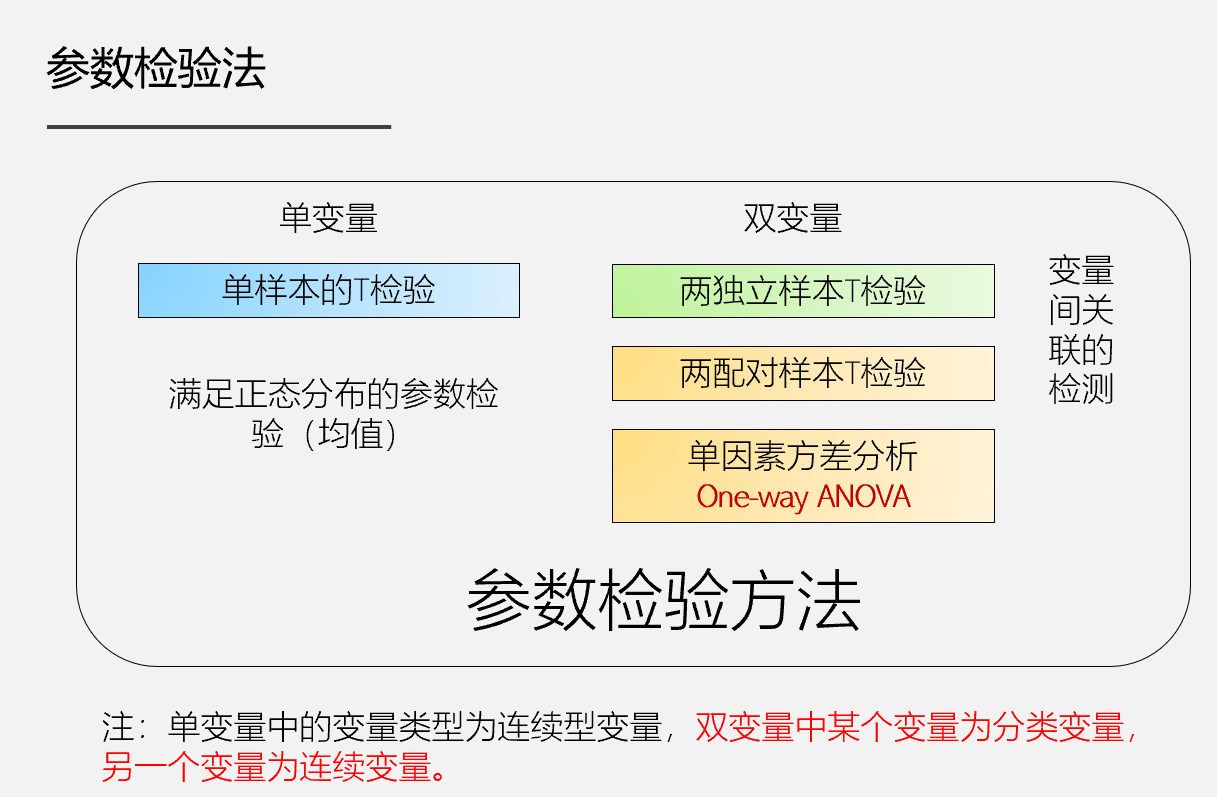 参数检验法
单变量
双变量
单样本的T检验
满足正态分布的参数检
验（均值）
两独立样本T检验
两配对样本T检验
单因素方差分析
One-way ANOVA
变量
间关
联的
检测
参数检验方法
注：单变量中的变量类型为连续型变量，双变量中某个变量为分类变量，
另一个变量为连续变量。